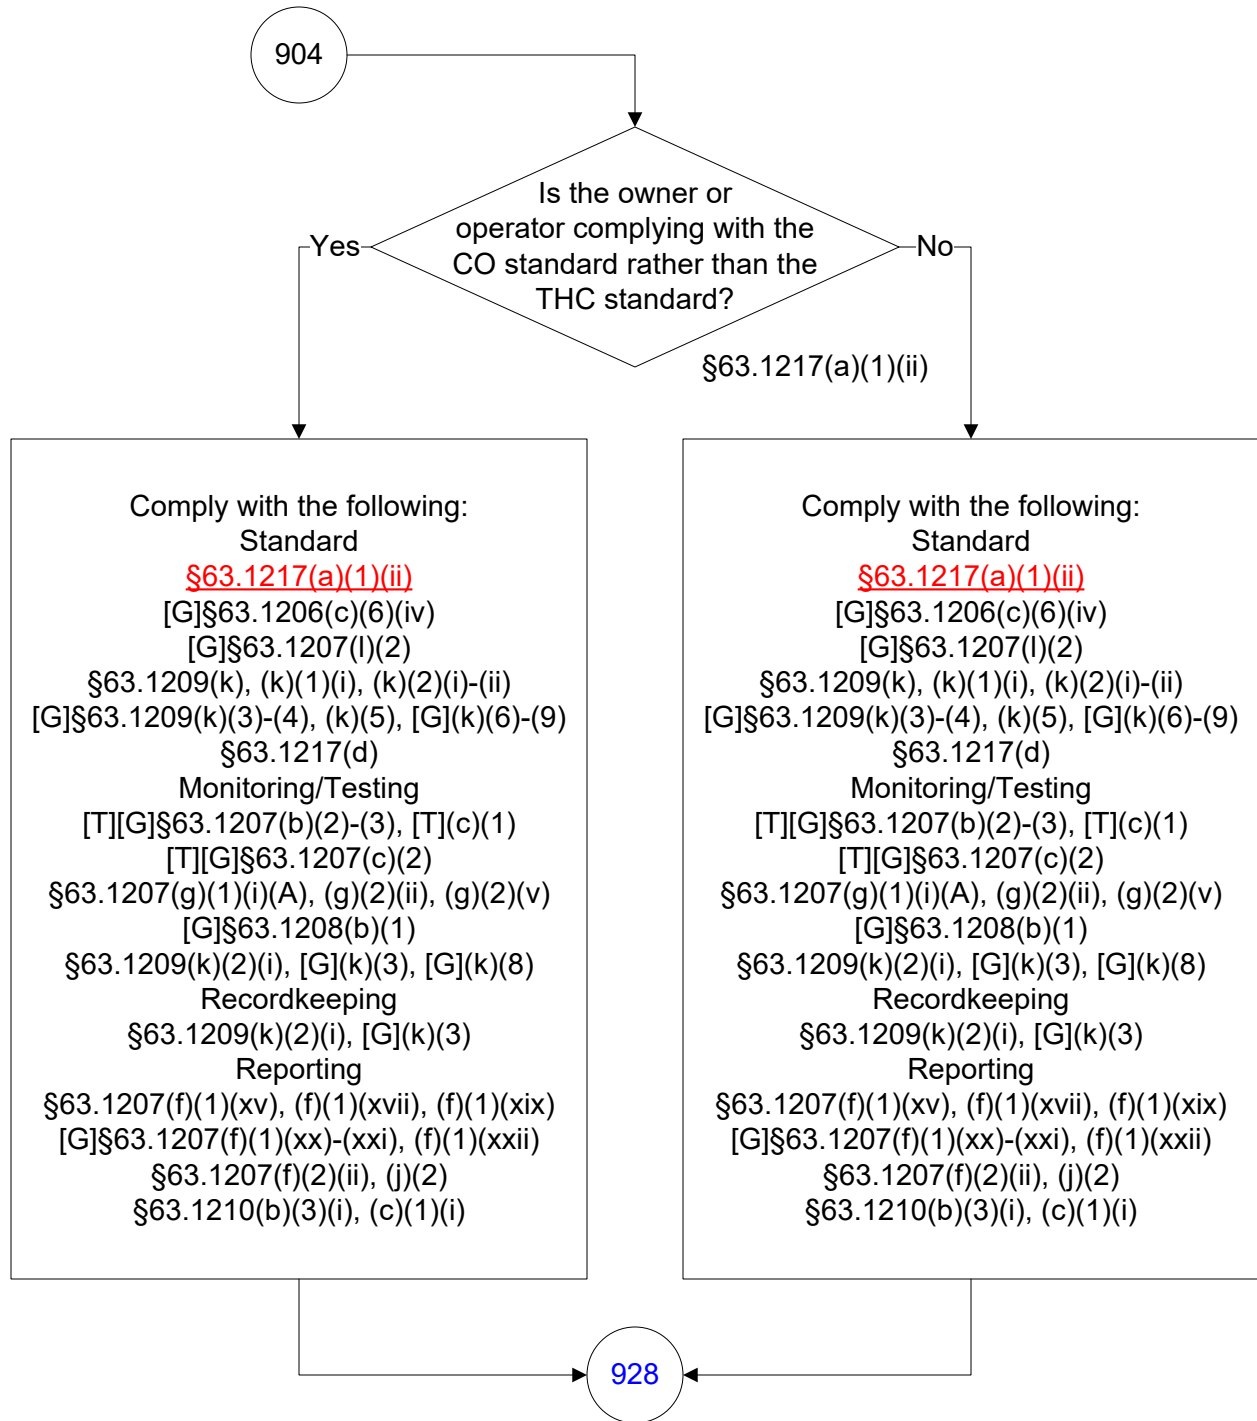 904
Is the owner or
operator complying with the
CO standard rather than the
THC standard?
Yes
No
§63.1217(a)(1)(ii)
Comply with the following:
Standard
§63.1217(a)(1)(ii)
[G]§63.1206(c)(6)(iv)
[G]§63.1207(l)(2)
§63.1209(k), (k)(1)(i), (k)(2)(i)-(ii)
[G]§63.1209(k)(3)-(4), (k)(5), [G](k)(6)-(9)
§63.1217(d)
Monitoring/Testing
[T][G]§63.1207(b)(2)-(3), [T](c)(1)
[T][G]§63.1207(c)(2)
§63.1207(g)(1)(i)(A), (g)(2)(ii), (g)(2)(v)
[G]§63.1208(b)(1)
§63.1209(k)(2)(i), [G](k)(3), [G](k)(8)
Recordkeeping
§63.1209(k)(2)(i), [G](k)(3)
Reporting
§63.1207(f)(1)(xv), (f)(1)(xvii), (f)(1)(xix)
[G]§63.1207(f)(1)(xx)-(xxi), (f)(1)(xxii)
§63.1207(f)(2)(ii), (j)(2)
§63.1210(b)(3)(i), (c)(1)(i)
Comply with the following:
Standard
§63.1217(a)(1)(ii)
[G]§63.1206(c)(6)(iv)
[G]§63.1207(l)(2)
§63.1209(k), (k)(1)(i), (k)(2)(i)-(ii)
[G]§63.1209(k)(3)-(4), (k)(5), [G](k)(6)-(9)
§63.1217(d)
Monitoring/Testing
[T][G]§63.1207(b)(2)-(3), [T](c)(1)
[T][G]§63.1207(c)(2)
§63.1207(g)(1)(i)(A), (g)(2)(ii), (g)(2)(v)
[G]§63.1208(b)(1)
§63.1209(k)(2)(i), [G](k)(3), [G](k)(8)
Recordkeeping
§63.1209(k)(2)(i), [G](k)(3)
Reporting
§63.1207(f)(1)(xv), (f)(1)(xvii), (f)(1)(xix)
[G]§63.1207(f)(1)(xx)-(xxi), (f)(1)(xxii)
§63.1207(f)(2)(ii), (j)(2)
§63.1210(b)(3)(i), (c)(1)(i)
928